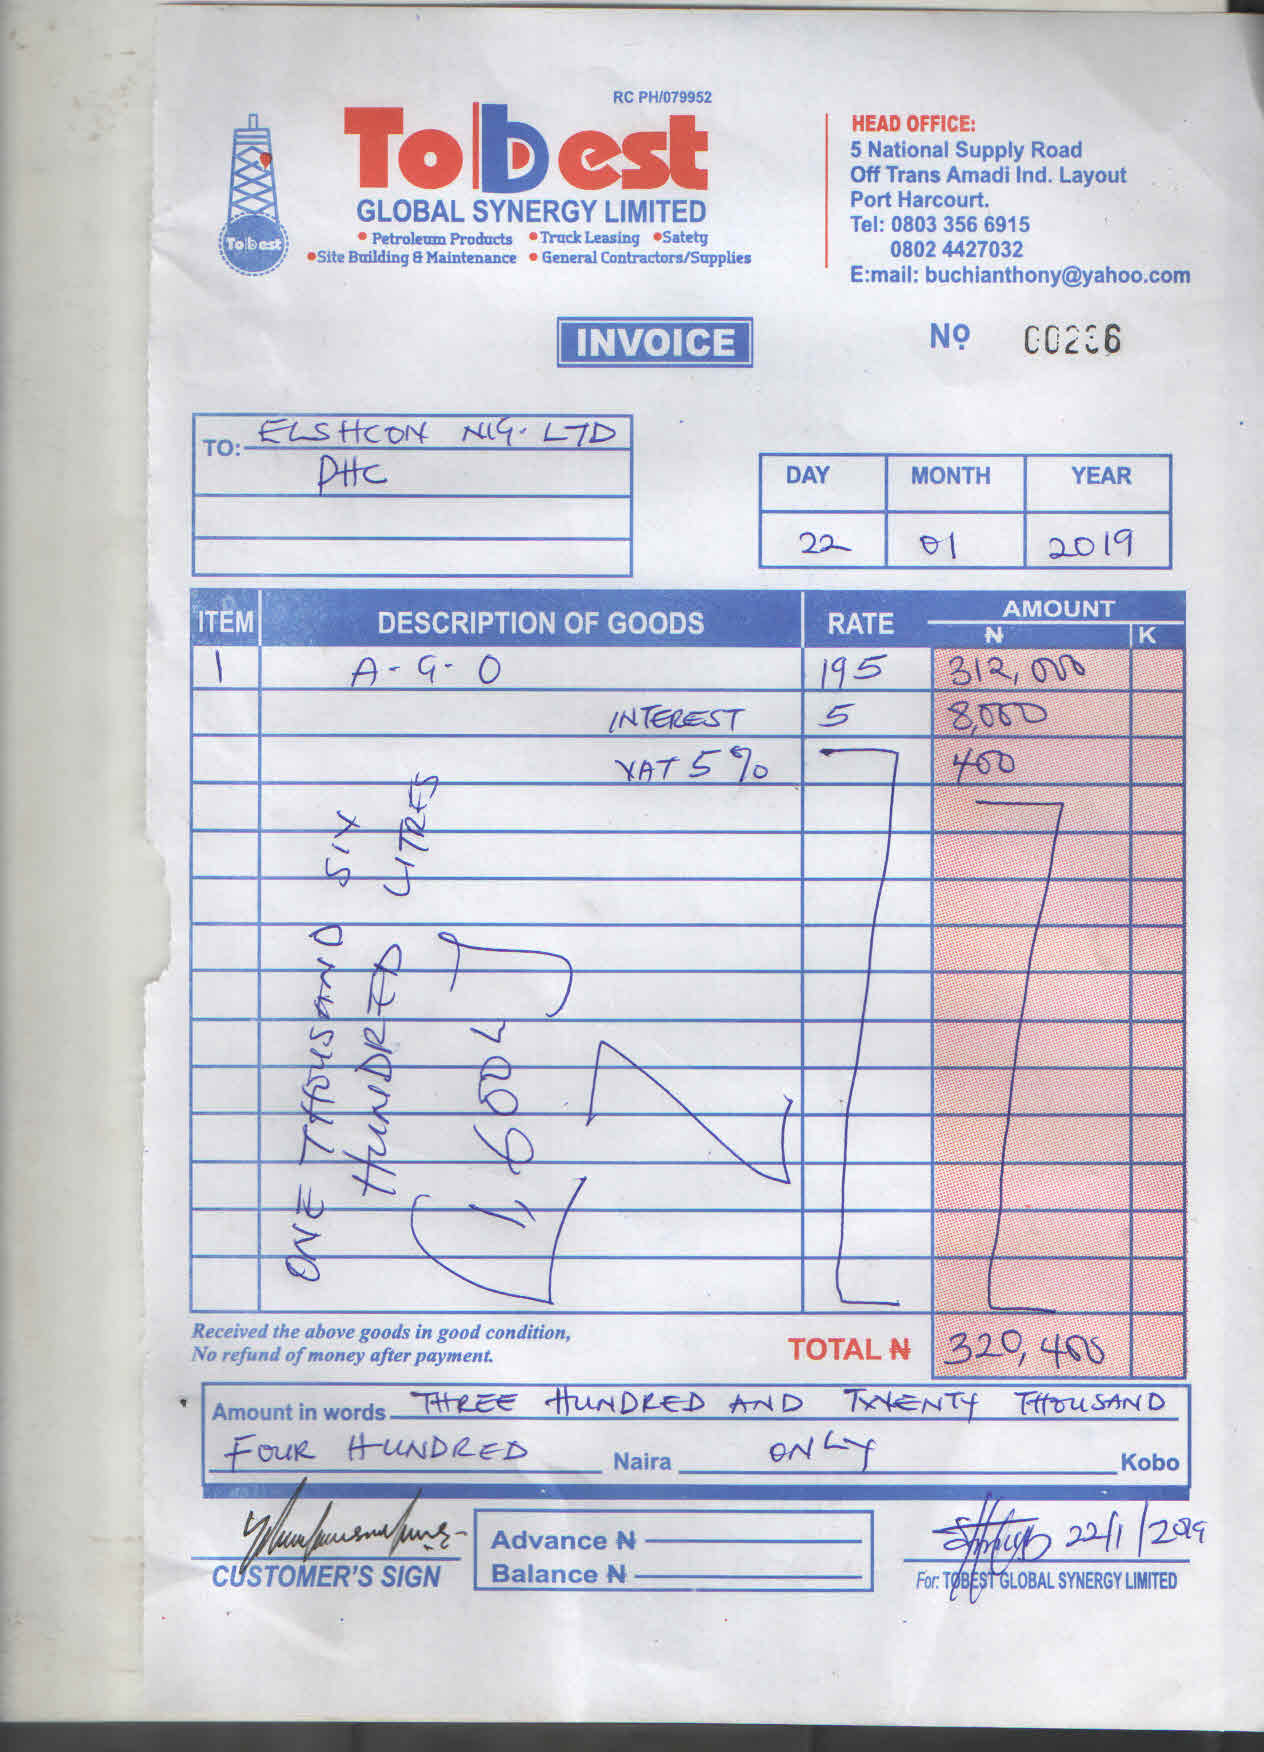 RC PH/079952
Tobest
GLOBAL SYNERGY LIMITED
• Petroleum Products • Truck Leasing • Satety
• Site Building & Maintenance • General Contractors/Supplies
Tobest
HEAD OFFICE:
5 National Supply Road
Off Trans Amadi Ind. Layout
Port Harcourt.
Tel: 0803 356 6915
0802 4427032
E:mail: buchianthony@yahoo.com
INVOICE
Nº 00236
TO: ELSHCON NIG. LTD
PHC
DAY MONTH YEAR
22 01 2019
ITEM DESCRIPTION OF GOODS RATE AMOUNT
₦ K
1 A-G-O 195 312,000
INTEREST 5 8,000
VAT 5% 400
ONE THOUSAND SIX
HUNDRED LITRES
1,600L
Received the above goods in good condition,
No refund of money after payment.
TOTAL ₦ 320,400
Amount in words THREE HUNDRED AND TWENTY THOUSAND
FOUR HUNDRED Naira ONLY Kobo
CUSTOMER'S SIGN
Advance ₦
Balance ₦
22/1/2019
For: TOBEST GLOBAL SYNERGY LIMITED